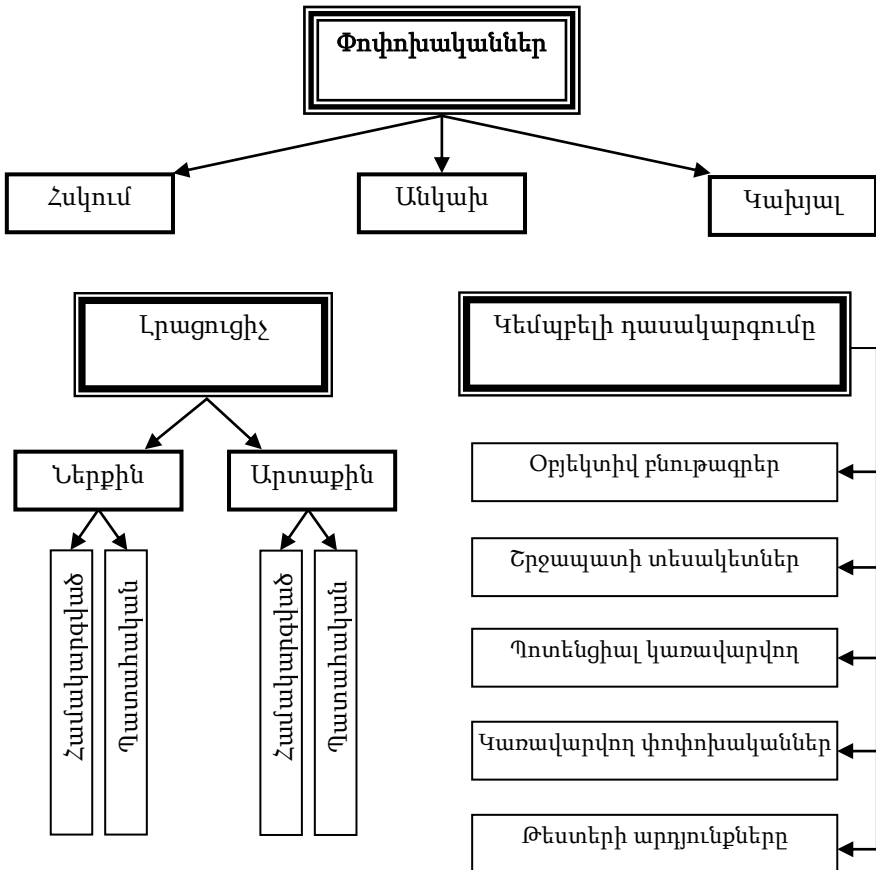 Փոփոխականներ
Հսկում
Անկախ
Կախյալ
Լրացուցիչ
Կեմպբելի դասակարգումը
Ներքին
Արտաքին
Համակարգված
Պատահական
Համակարգված
Պատահական
Օբյեկտիվ բնութագրեր
Շրջապատի տեսակետներ
Պոտենցիալ կառավարվող
Կառավարվող փոփոխականներ
Թեստերի արդյունքները